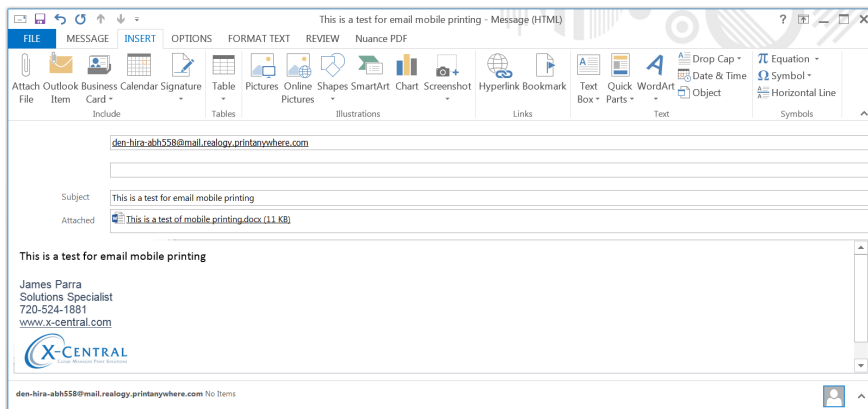 This is a test for email mobile printing - Message (HTML)
?
FILE MESSAGE INSERT OPTIONS FORMAT TEXT REVIEW Nuance PDF
Attach File
Outlook Item
Business Card
Calendar
Signature
Include
Table
Tables
Pictures
Online Pictures
Shapes
SmartArt
Chart
Screenshot
Illustrations
Hyperlink
Bookmark
Links
Text Box
Quick Parts
WordArt
Drop Cap
Date & Time
Object
Text
π Equation
Ω Symbol
Horizontal Line
Symbols
den-hira-abh558@mail.realogy.printanywhere.com
Subject This is a test for email mobile printing
Attached This is a test of mobile printing.docx (11 KB)
This is a test for email mobile printing
James Parra
Solutions Specialist
720-524-1881
www.x-central.com
X-CENTRAL
Cloud Managed Print Solutions
den-hira-abh558@mail.realogy.printanywhere.com No Items